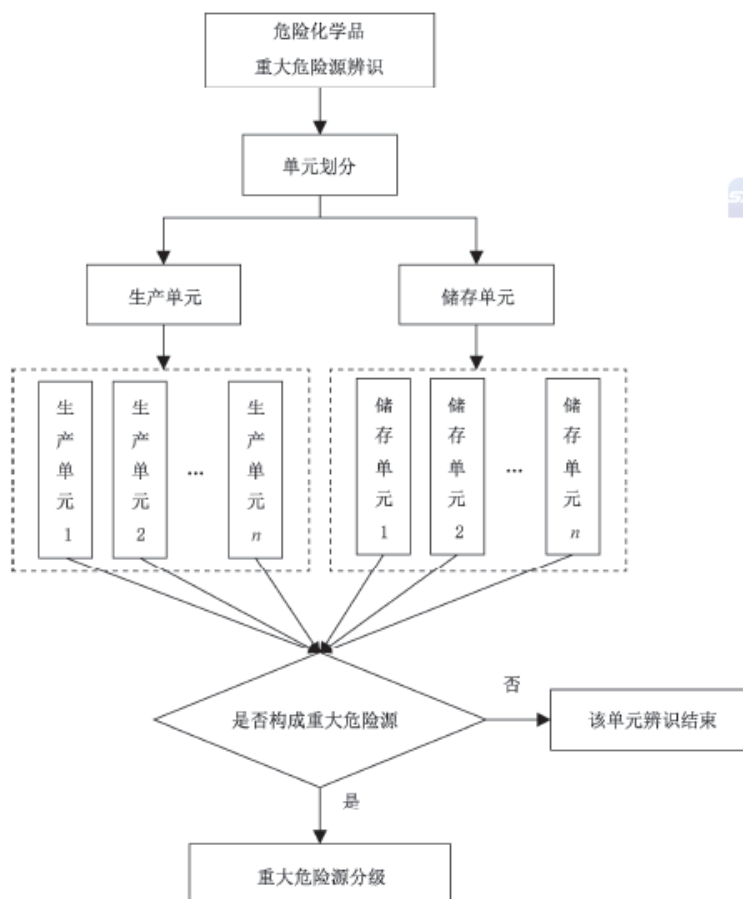 危险化学品
重大危险源辨识
单元划分
生产单元
储存单元
生产单元1
生产单元2
…
生产单元n
储存单元1
储存单元2
…
储存单元n
是否构成重大危险源
否
该单元辨识结束
是
重大危险源分级